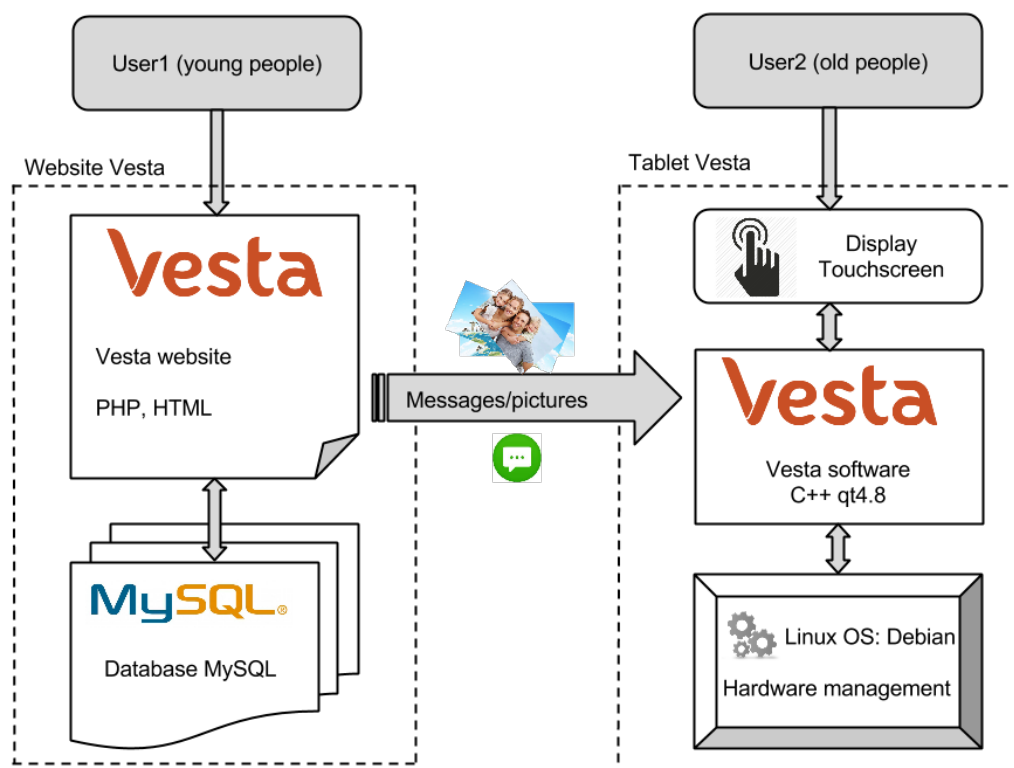 User1 (young people)
User2 (old people)
Website Vesta
Tablet Vesta
Vesta
Vesta website
PHP, HTML
Display
Touchscreen
Messages/pictures
Vesta
Vesta software
C++ qt4.8
MySQL®
Database MySQL
Linux OS: Debian
Hardware management